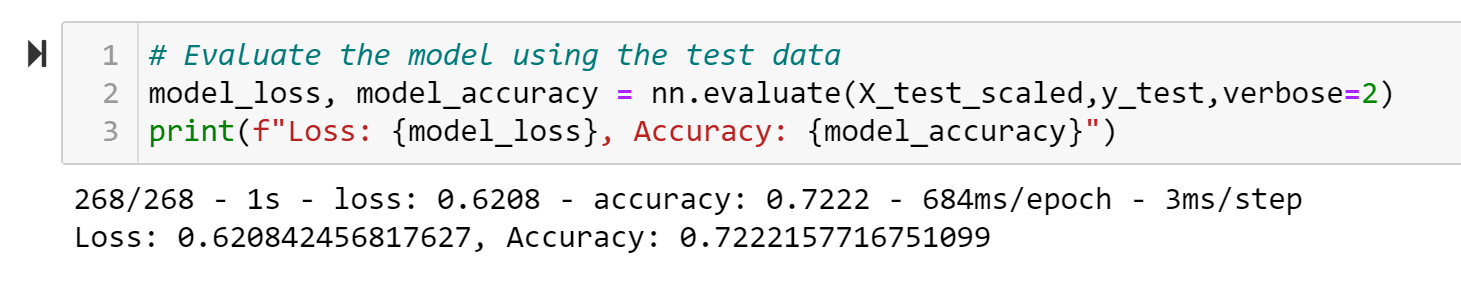 1 # Evaluate the model using the test data
2 model_loss, model_accuracy = nn.evaluate(X_test_scaled,y_test,verbose=2)
3 print(f"Loss: {model_loss}, Accuracy: {model_accuracy}")
268/268 - 1s - loss: 0.6208 - accuracy: 0.7222 - 684ms/epoch - 3ms/step
Loss: 0.620842456817627, Accuracy: 0.7222157716751099